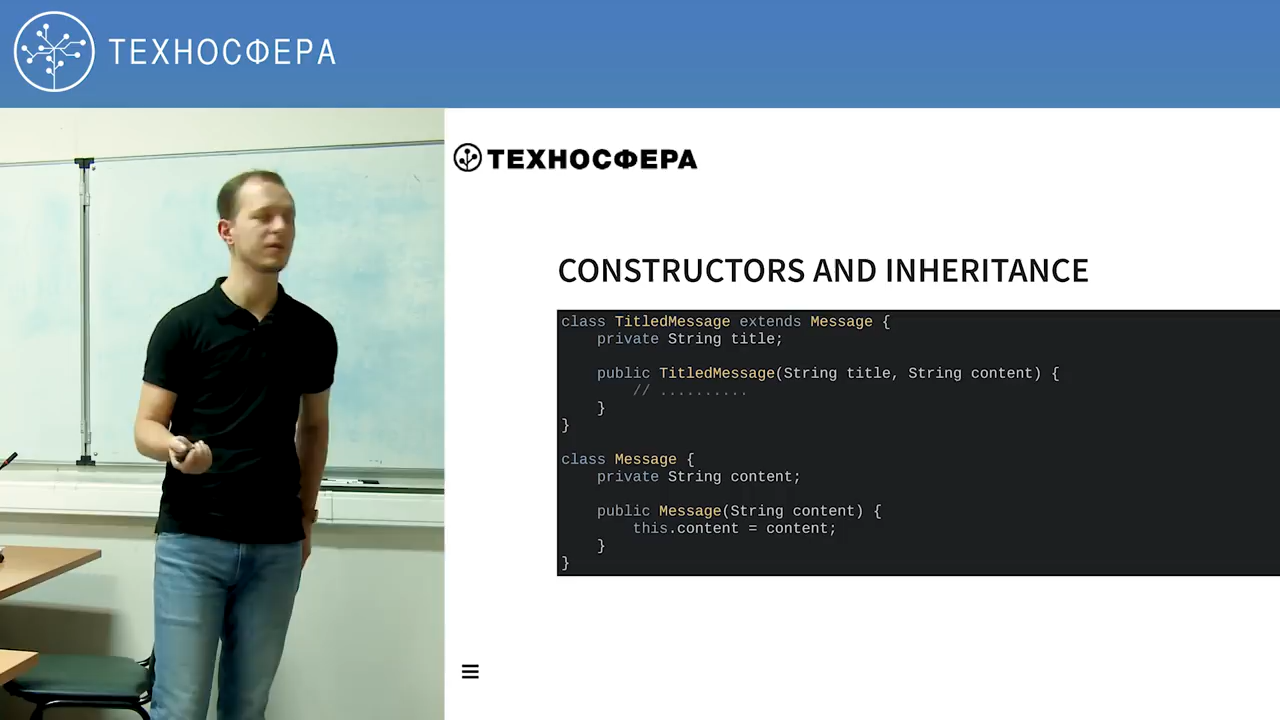 ТЕХНОСФЕРА
ТЕХНОСФЕРА
CONSTRUCTORS AND INHERITANCE
class TitledMessage extends Message {
    private String title;

    public TitledMessage(String title, String content) {
        // ..........
    }
}

class Message {
    private String content;

    public Message(String content) {
        this.content = content;
    }
}